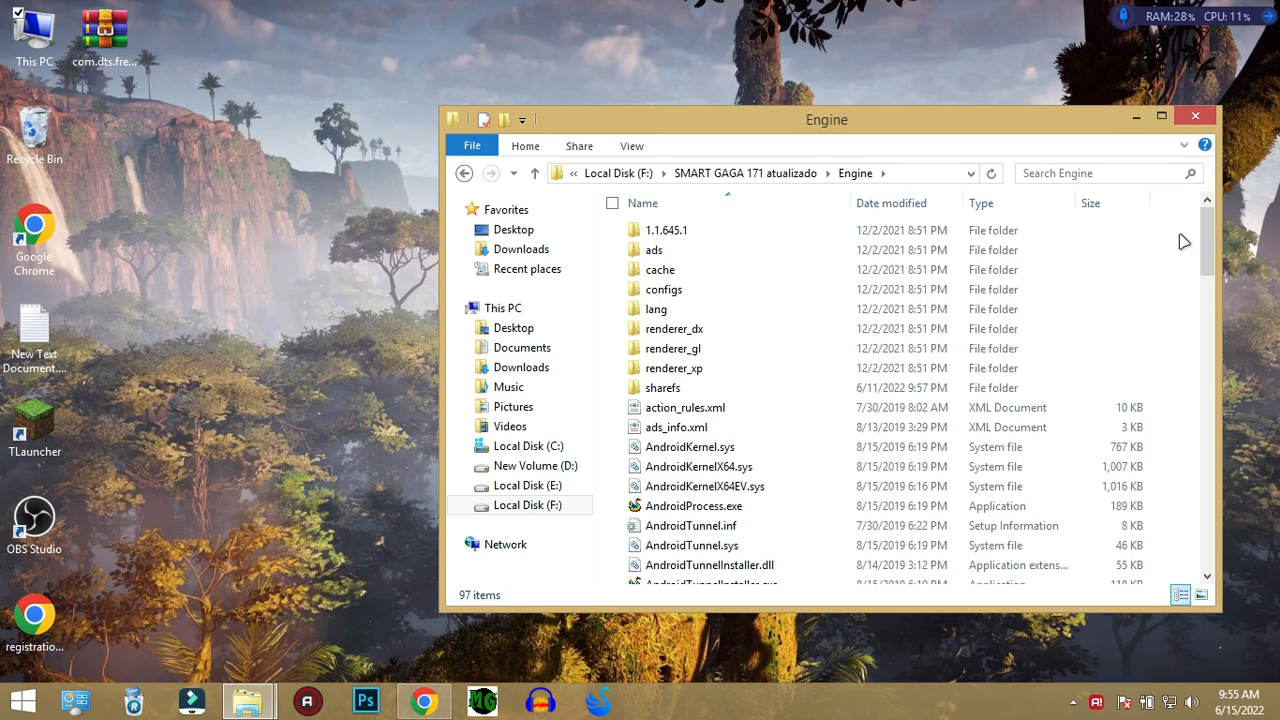 This PC
com.dts.fre...
Recycle Bin
Google
Chrome
New Text
Document....
TLauncher
OBS Studio
registratio...
RAM:28% CPU:11%
Engine
File Home Share View
« Local Disk (F:) SMART GAGA 171 atualizado Engine
Search Engine
Favorites
Desktop
Downloads
Recent places
This PC
Desktop
Documents
Downloads
Music
Pictures
Videos
Local Disk (C:)
New Volume (D:)
Local Disk (E:)
Local Disk (F:)
Network
Name Date modified Type Size
1.1.645.1 12/2/2021 8:51 PM File folder
ads 12/2/2021 8:51 PM File folder
cache 12/2/2021 8:51 PM File folder
configs 12/2/2021 8:51 PM File folder
lang 12/2/2021 8:51 PM File folder
renderer_dx 12/2/2021 8:51 PM File folder
renderer_gl 12/2/2021 8:51 PM File folder
renderer_xp 12/2/2021 8:51 PM File folder
sharefs 6/11/2022 9:57 PM File folder
action_rules.xml 7/30/2019 8:02 AM XML Document 10 KB
ads_info.xml 8/13/2019 3:29 PM XML Document 3 KB
AndroidKernel.sys 8/15/2019 6:19 PM System file 767 KB
AndroidKernelX64.sys 8/15/2019 6:19 PM System file 1,007 KB
AndroidKernelX64EV.sys 8/15/2019 6:16 PM System file 1,016 KB
AndroidProcess.exe 8/15/2019 6:19 PM Application 189 KB
AndroidTunnel.inf 7/30/2019 6:22 PM Setup Information 8 KB
AndroidTunnel.sys 8/15/2019 6:19 PM System file 46 KB
AndroidTunnelInstaller.dll 8/14/2019 3:12 PM Application extens... 55 KB
97 items
Ps
MG
9:55 AM
6/15/2022